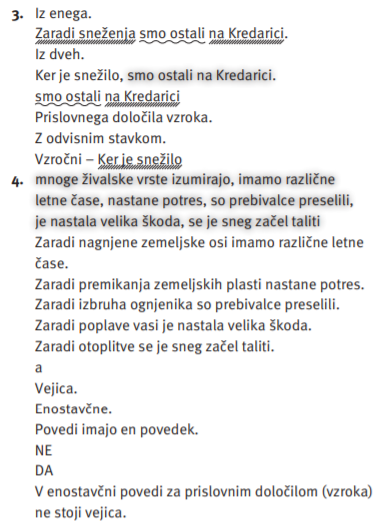 3. Iz enega.
Zaradi sneženja smo ostali na Kredarici.
Iz dveh.
Ker je snežilo, smo ostali na Kredarici.
smo ostali na Kredarici
Prislovnega določila vzroka.
Z odvisnim stavkom.
Vzročni – Ker je snežilo
4. mnoge živalske vrste izumirajo, imamo različne
letne čase, nastane potres, so prebivalce preselili,
je nastala velika škoda, se je sneg začel taliti
Zaradi nagnjene zemeljske osi imamo različne letne
čase.
Zaradi premikanja zemeljskih plasti nastane potres.
Zaradi izbruha ognjenika so prebivalce preselili.
Zaradi poplave vasi je nastala velika škoda.
Zaradi otoplitve se je sneg začel taliti.
a
Vejica.
Enostavčne.
Povedi imajo en povedek.
NE
DA
V enostavčni povedi za prislovnim določilom (vzroka)
ne stoji vejica.